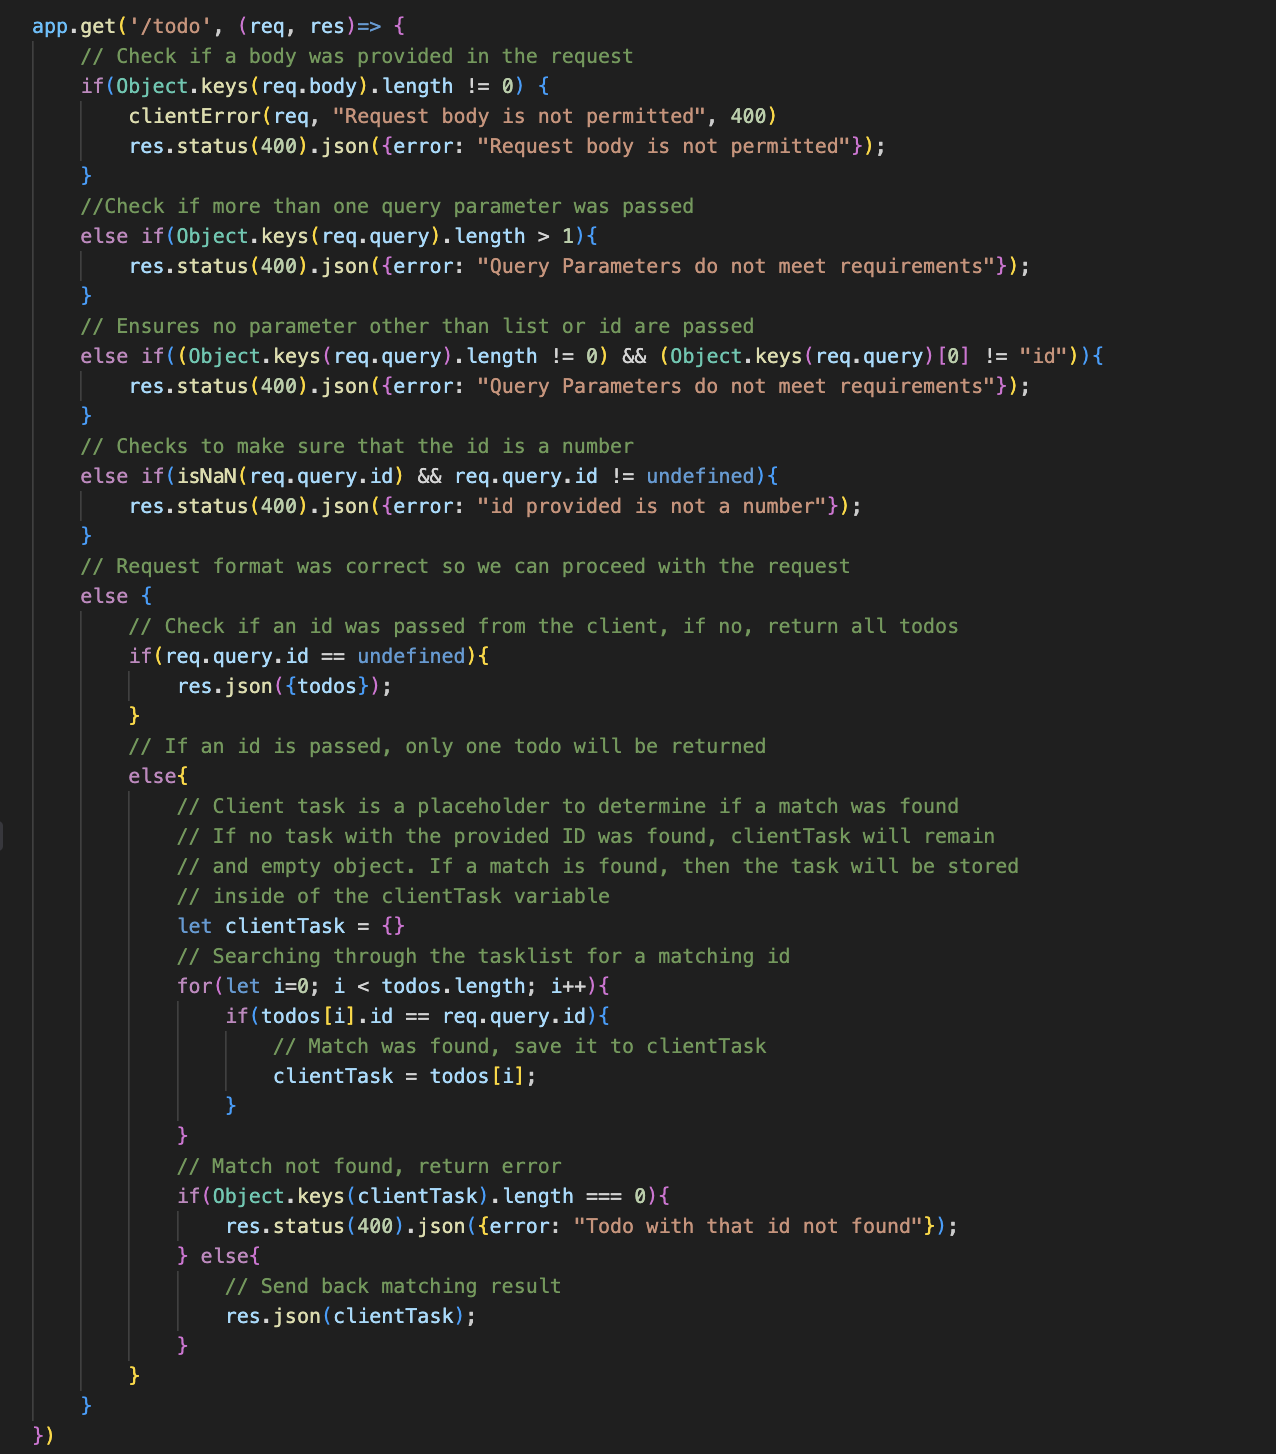 app.get('/todo', (req, res)=> {
    // Check if a body was provided in the request
    if(Object.keys(req.body).length != 0) {
        clientError(req, "Request body is not permitted", 400)
        res.status(400).json({error: "Request body is not permitted"});
    }
    //Check if more than one query parameter was passed
    else if(Object.keys(req.query).length > 1){
        res.status(400).json({error: "Query Parameters do not meet requirements"});
    }
    // Ensures no parameter other than list or id are passed
    else if((Object.keys(req.query).length != 0) && (Object.keys(req.query)[0] != "id")){
        res.status(400).json({error: "Query Parameters do not meet requirements"});
    }
    // Checks to make sure that the id is a number
    else if(isNaN(req.query.id) && req.query.id != undefined){
        res.status(400).json({error: "id provided is not a number"});
    }
    // Request format was correct so we can proceed with the request
    else {
        // Check if an id was passed from the client, if no, return all todos
        if(req.query.id == undefined){
            res.json({todos});
        }
        // If an id is passed, only one todo will be returned
        else{
            // Client task is a placeholder to determine if a match was found
            // If no task with the provided ID was found, clientTask will remain
            // and empty object. If a match is found, then the task will be stored
            // inside of the clientTask variable
            let clientTask = {}
            // Searching through the tasklist for a matching id
            for(let i=0; i < todos.length; i++){
                if(todos[i].id == req.query.id){
                    // Match was found, save it to clientTask
                    clientTask = todos[i];
                }
            }
            // Match not found, return error
            if(Object.keys(clientTask).length === 0){
                res.status(400).json({error: "Todo with that id not found"});
            } else{
                // Send back matching result
                res.json(clientTask);
            }
        }
    }
})